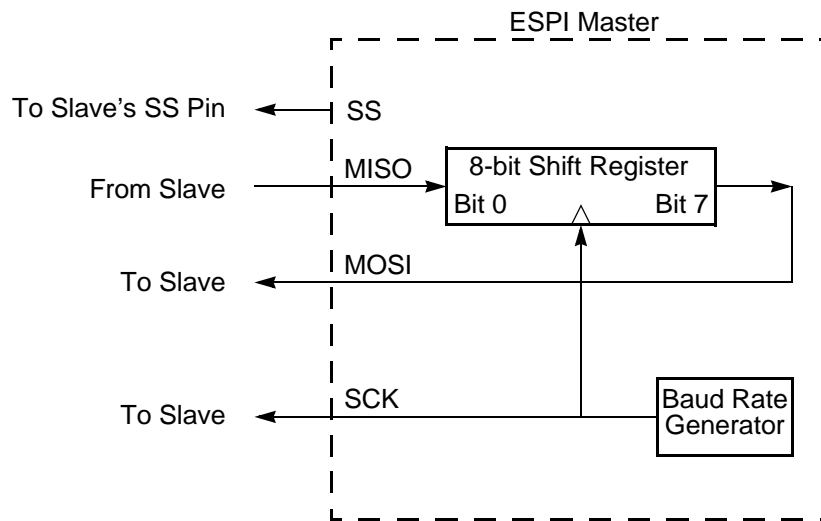 ESPI Master
To Slave's SS Pin
SS
From Slave
MISO
8-bit Shift Register
Bit 0
Bit 7
To Slave
MOSI
To Slave
SCK
Baud Rate
Generator